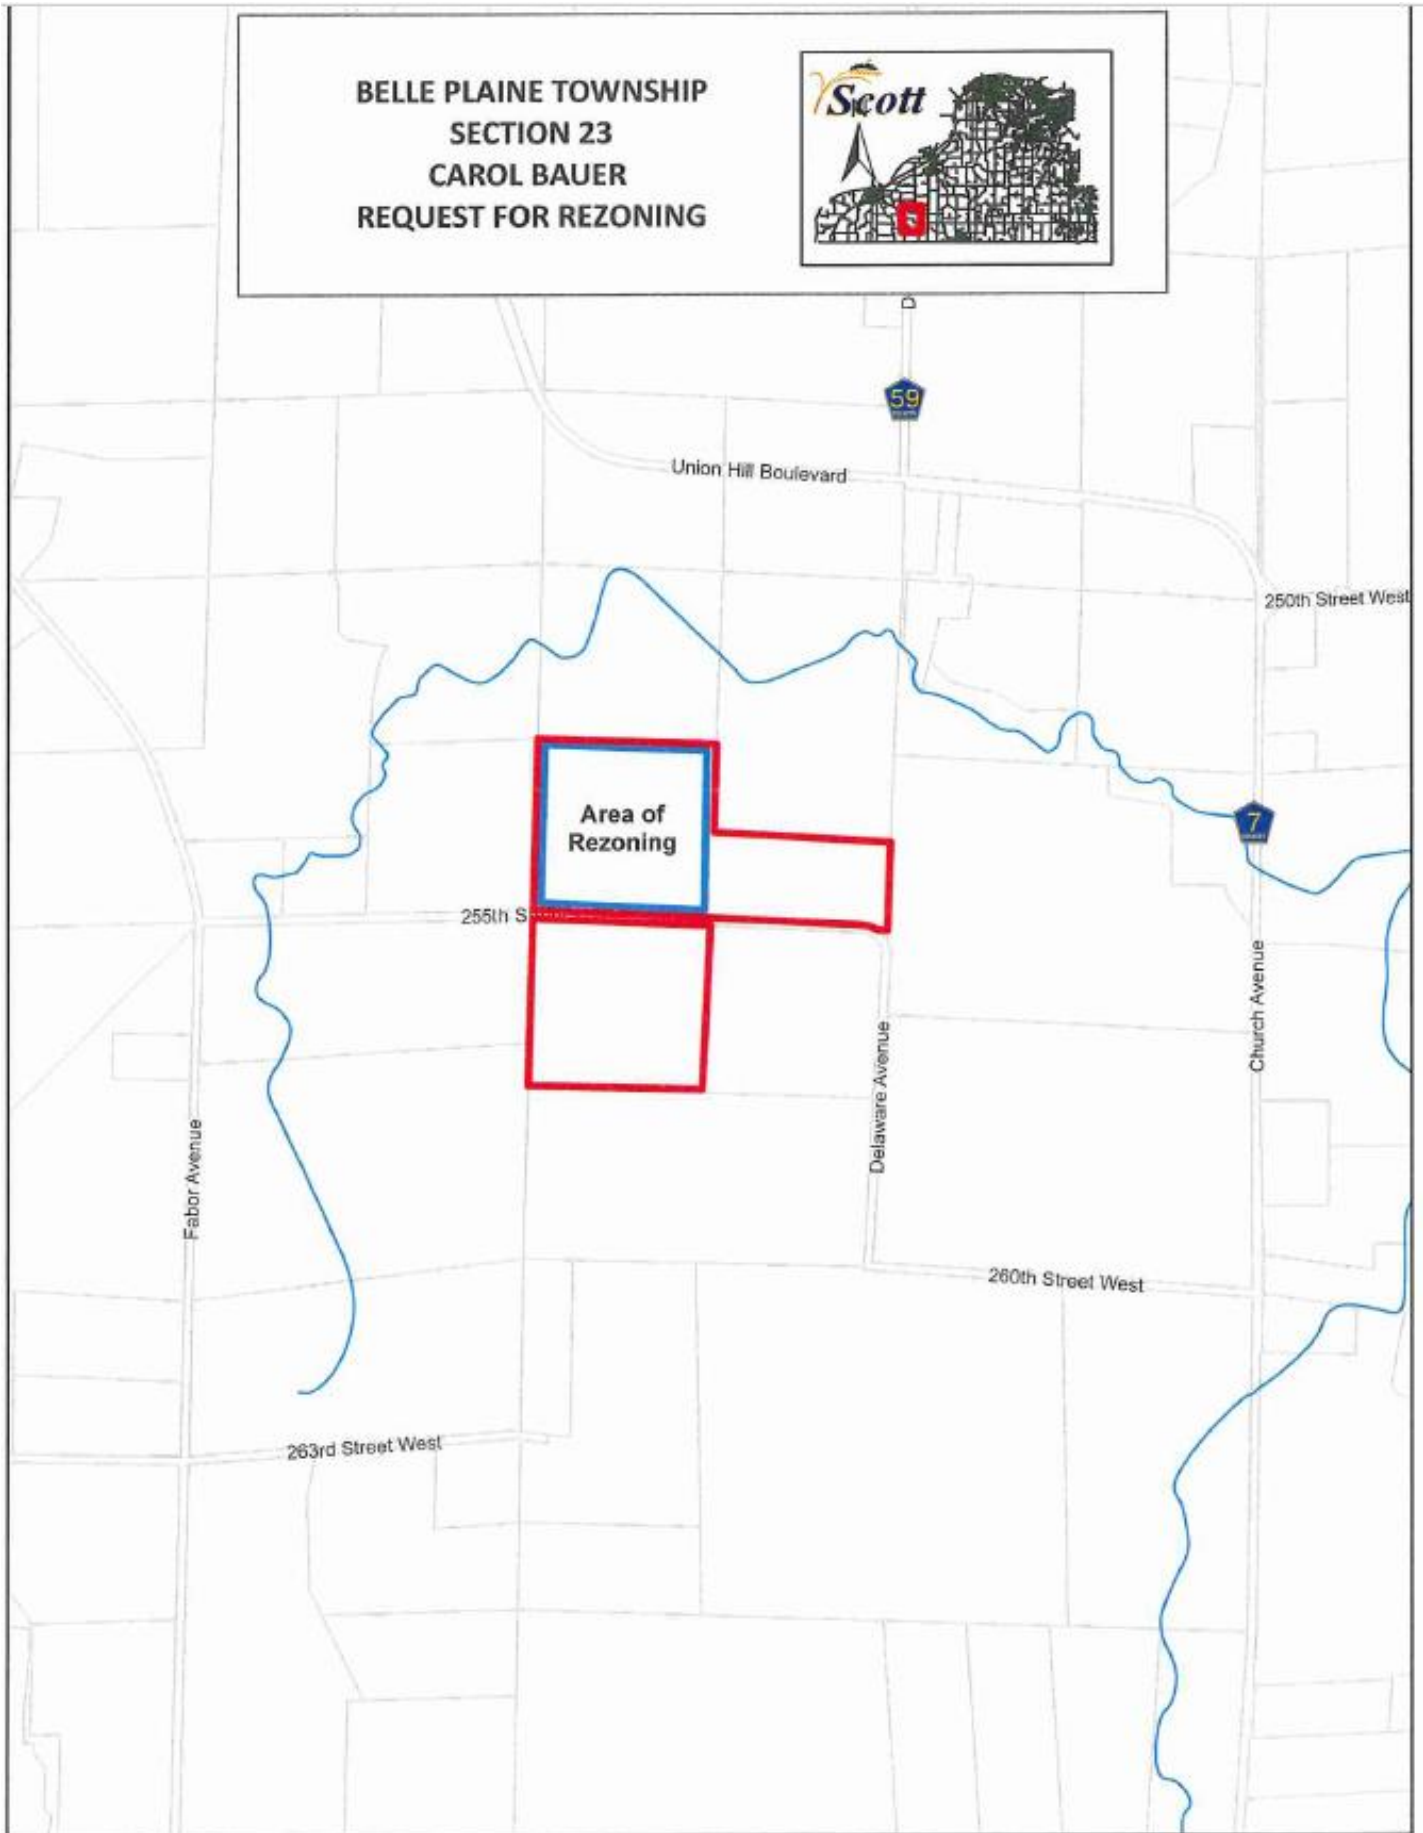 BELLE PLAINE TOWNSHIP
SECTION 23
CAROL BAUER
REQUEST FOR REZONING
Scott
D
59
Union Hill Boulevard
250th Street West
Area of
Rezoning
7
255th S
Church Avenue
Delaware Avenue
Fabor Avenue
260th Street West
263rd Street West